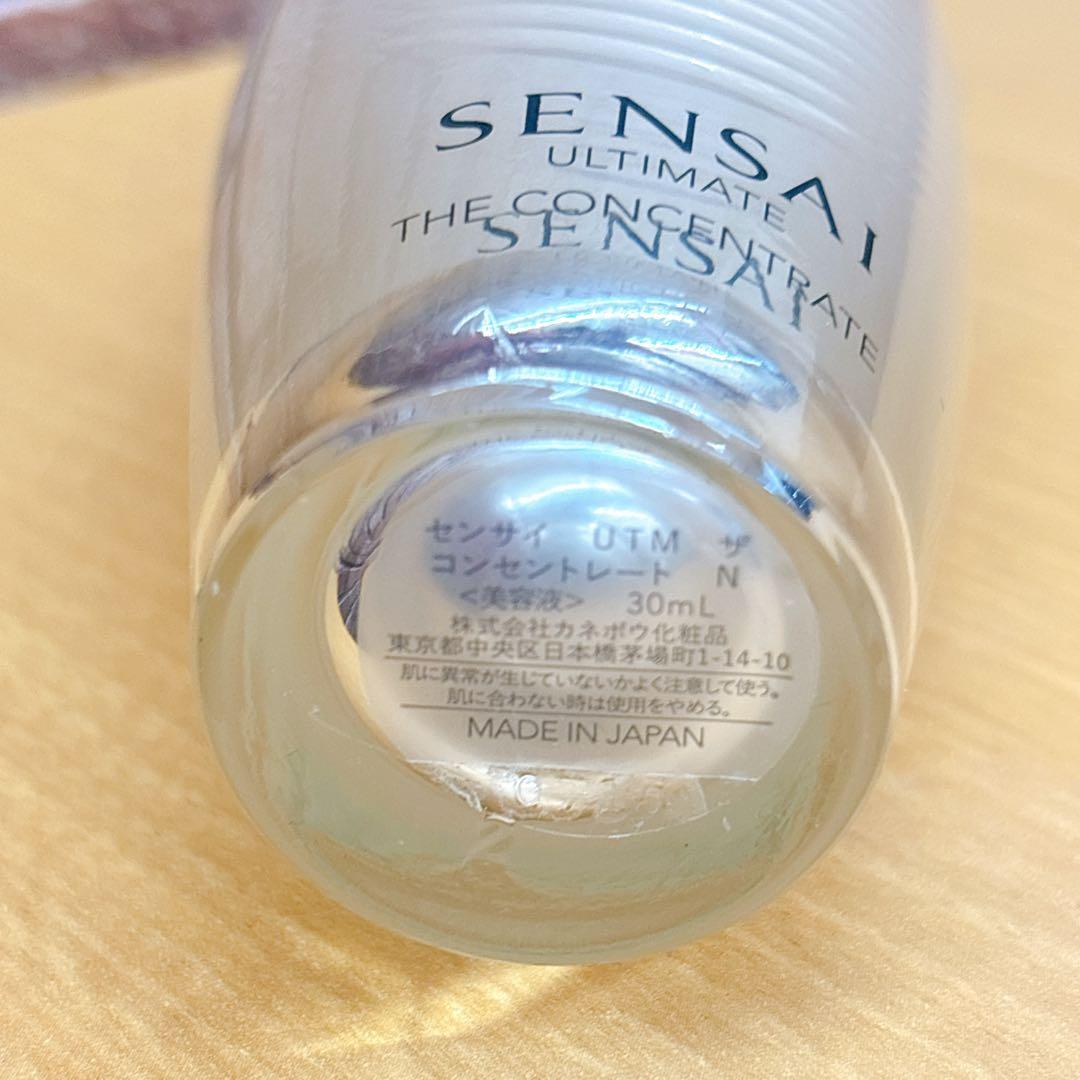 SENSAI
ULTIMATE
THE CONCENTRATE
SENSAI
センサイ UTM ザ
コンセントレート N
<美容液> 30mL
株式会社カネボウ化粧品
東京都中央区日本橋茅場町1-14-10
肌に異常が生じていないかよく注意して使う。
肌に合わない時は使用をやめる。
MADE IN JAPAN